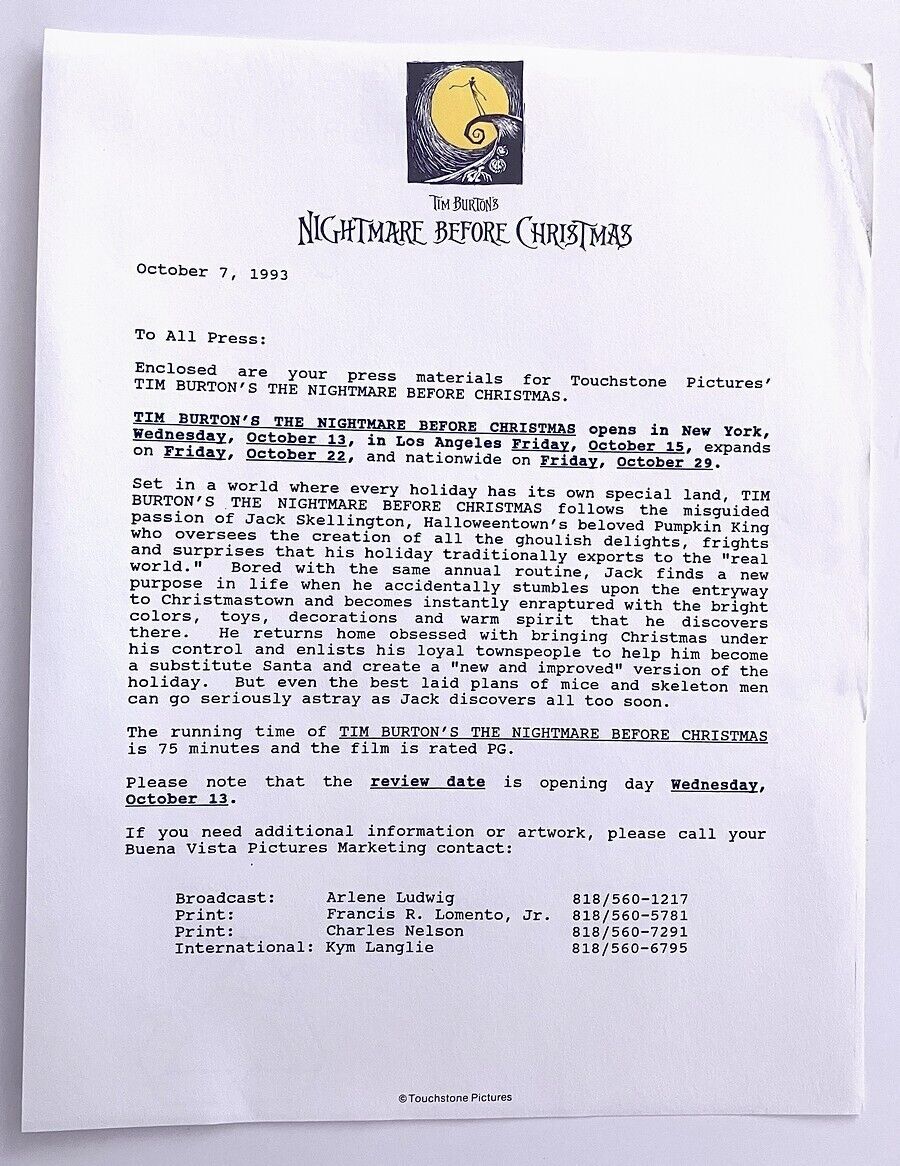 TIM BURTON'S
NIGHTMARE BEFORE CHRISTMAS
October 7, 1993
To All Press:
Enclosed are your press materials for Touchstone Pictures'
TIM BURTON'S THE NIGHTMARE BEFORE CHRISTMAS.
TIM BURTON'S THE NIGHTMARE BEFORE CHRISTMAS opens in New York,
Wednesday, October 13, in Los Angeles Friday, October 15, expands
on Friday, October 22, and nationwide on Friday, October 29.
Set in a world where every holiday has its own special land, TIM
BURTON'S THE NIGHTMARE BEFORE CHRISTMAS follows the misguided
passion of Jack Skellington, Halloweentown's beloved Pumpkin King
who oversees the creation of all the ghoulish delights, frights
and surprises that his holiday traditionally exports to the "real
world." Bored with the same annual routine, Jack finds a new
purpose in life when he accidentally stumbles upon the entryway
to Christmastown and becomes instantly enraptured with the bright
colors, toys, decorations and warm spirit that he discovers
there. He returns home obsessed with bringing Christmas under
his control and enlists his loyal townspeople to help him become
a substitute Santa and create a "new and improved" version of the
holiday. But even the best laid plans of mice and skeleton men
can go seriously astray as Jack discovers all too soon.
The running time of TIM BURTON'S THE NIGHTMARE BEFORE CHRISTMAS
is 75 minutes and the film is rated PG.
Please note that the review date is opening day Wednesday,
October 13.
If you need additional information or artwork, please call your
Buena Vista Pictures Marketing contact:
Broadcast: Arlene Ludwig 818/560-1217
Print: Francis R. Lomento, Jr. 818/560-5781
Print: Charles Nelson 818/560-7291
International: Kym Langlie 818/560-6795
©Touchstone Pictures